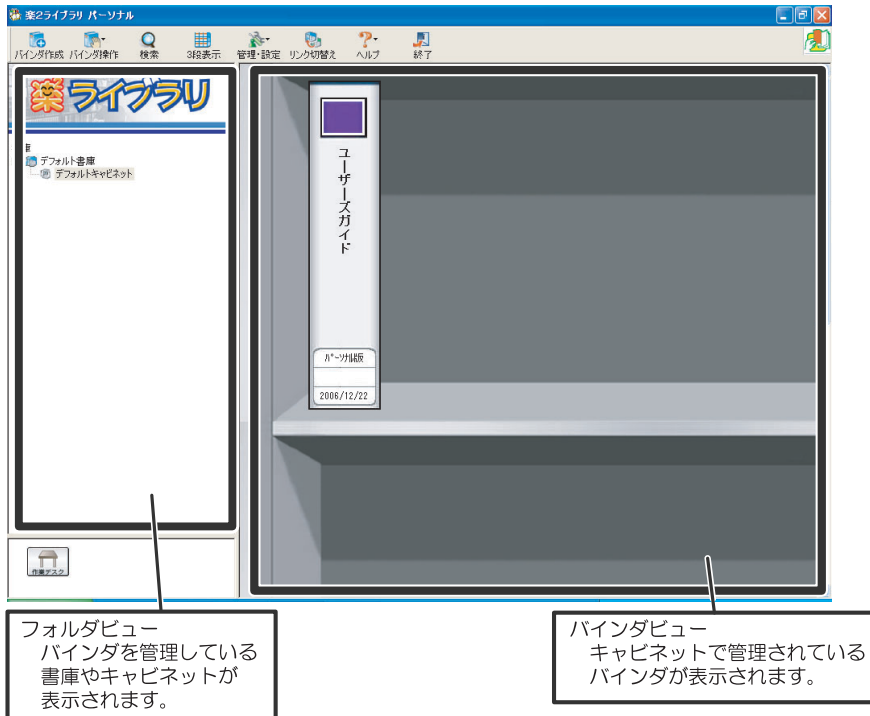 楽2ライブラリ パーソナル
バインダ作成 バインダ操作 検索 3段表示 管理・設定 リンク切替え ヘルプ 終了
楽 ライブラリ
デフォルト書庫
デフォルトキャビネット
ユーザーズガイド
パーソナル版
2006/12/22
作業デスク
フォルダビュー
バインダを管理している
書庫やキャビネットが
表示されます。
バインダビュー
キャビネットで管理されている
バインダが表示されます。